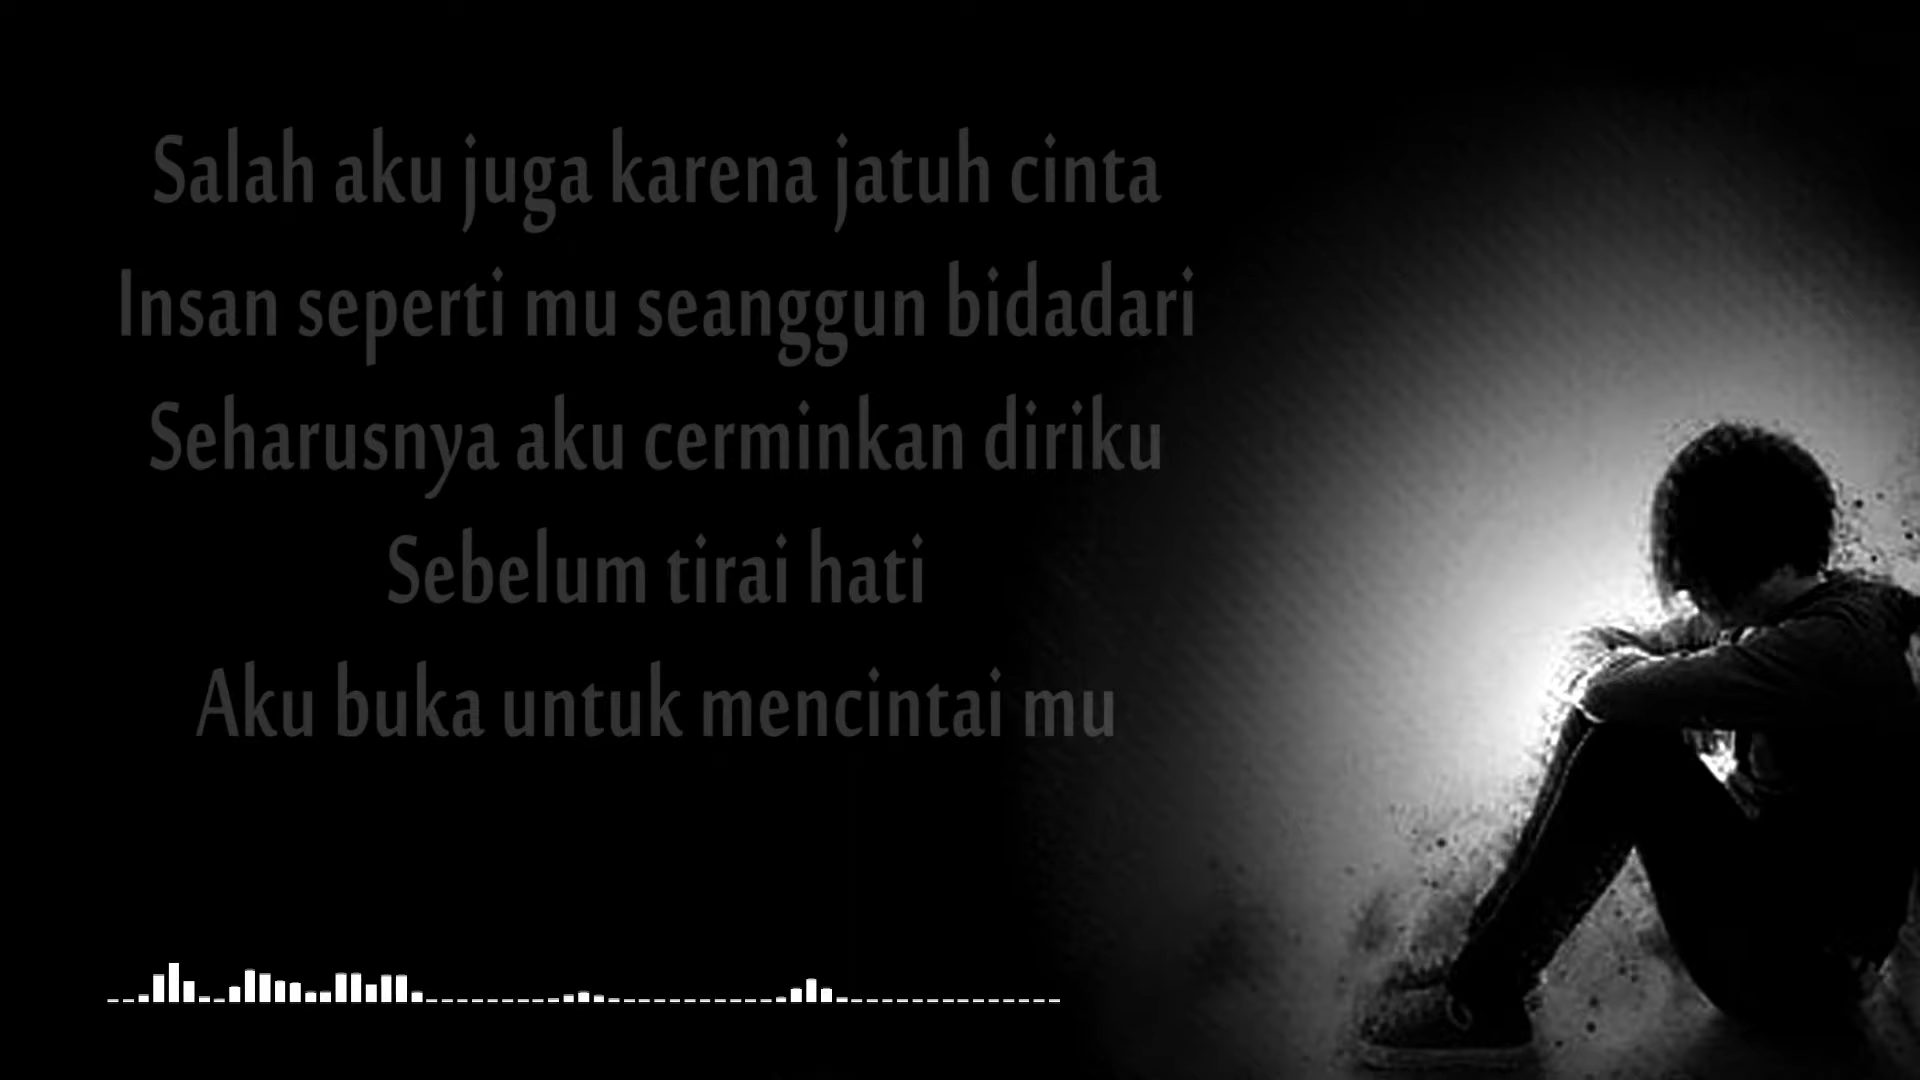 Salah aku juga karena jatuh cinta
Insan seperti mu seanggun bidadari
Seharusnya aku cerminkan diriku
Sebelum tirai hati
Aku buka untuk mencintai mu